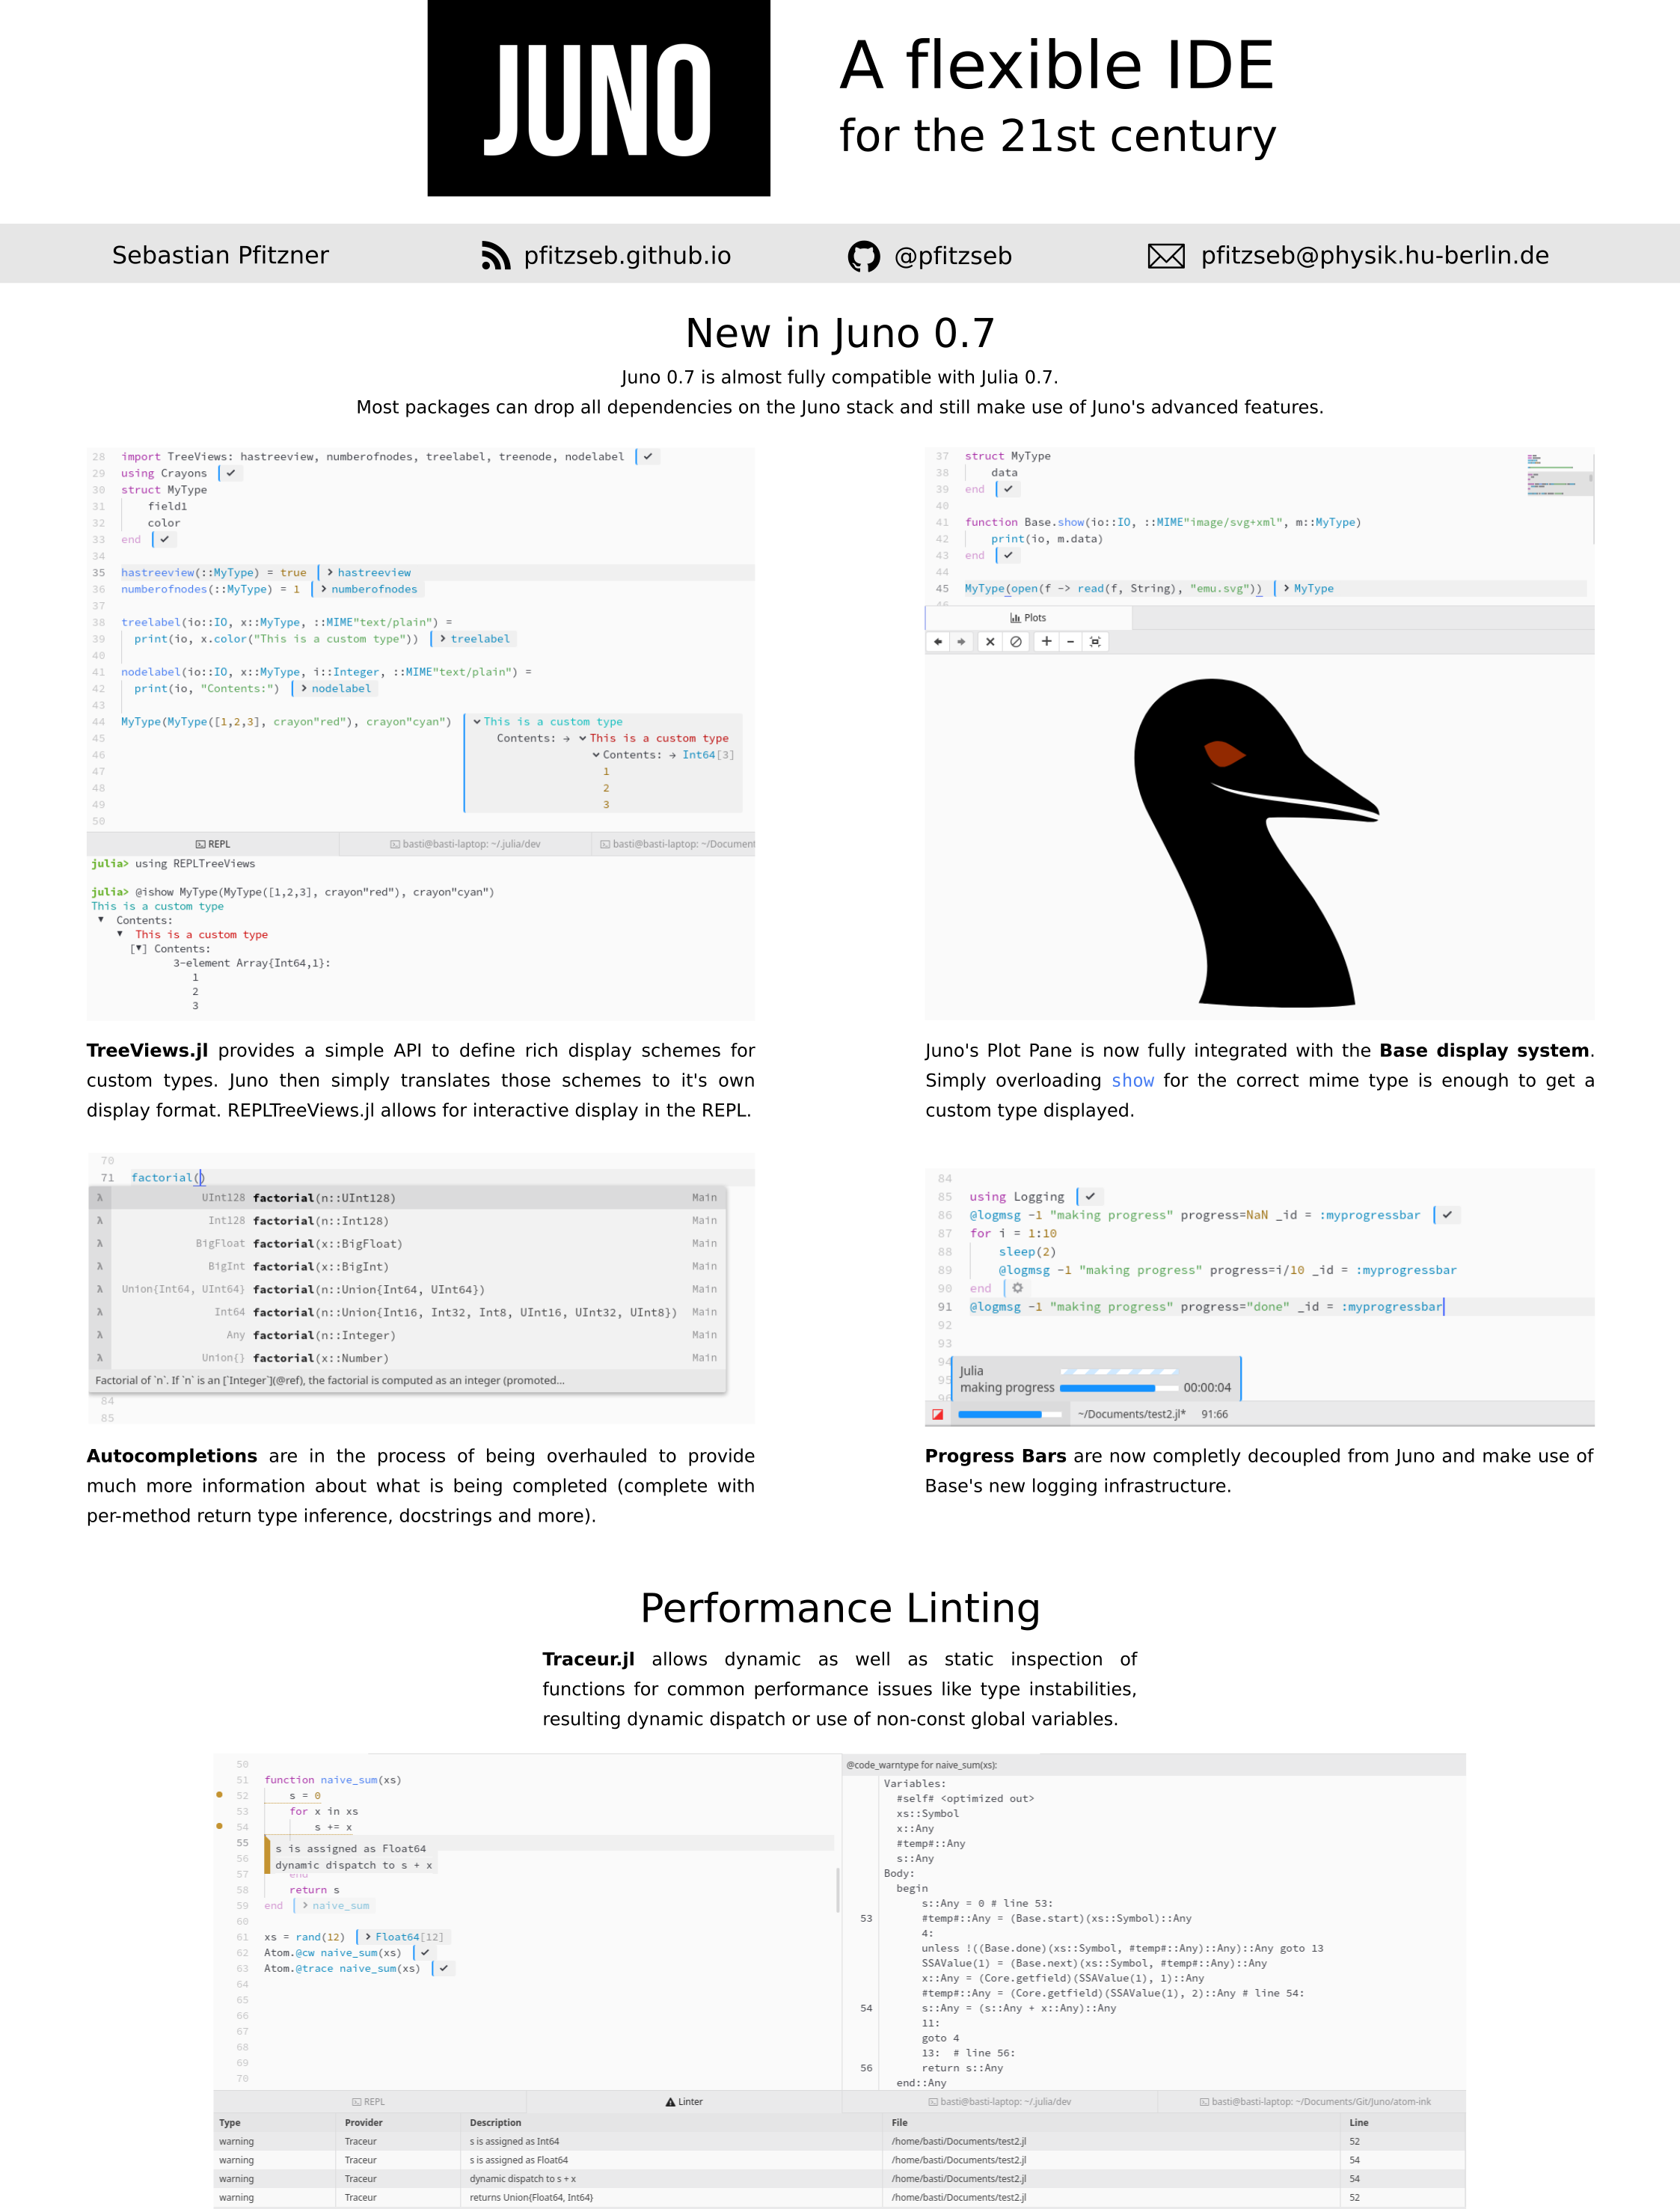 JUNO
A flexible IDE
for the 21st century
Sebastian Pfitzner
pfitzseb.github.io
@pfitzseb
pfitzseb@physik.hu-berlin.de
New in Juno 0.7
Juno 0.7 is almost fully compatible with Julia 0.7.
Most packages can drop all dependencies on the Juno stack and still make use of Juno's advanced features.
28 import TreeViews: hastreeview, numberofnodes, treelabel, treenode, nodelabel ✓
29 using Crayons ✓
30 struct MyType
31 field1
32 color
33 end ✓
34
35 hastreeview(::MyType) = true > hastreeview
36 numberofnodes(::MyType) = 1 > numberofnodes
37
38 treelabel(io::IO, x::MyType, ::MIME"text/plain") =
39 print(io, x.color("This is a custom type")) > treelabel
40
41 nodelabel(io::IO, x::MyType, i::Integer, ::MIME"text/plain") =
42 print(io, "Contents:") > nodelabel
43
44 MyType(MyType([1,2,3], crayon"red"), crayon"cyan") This is a custom type
45 Contents: → This is a custom type
46 Contents: → Int64[3]
47 1
48 2
49 3
50
REPL basti@basti-laptop: ~/.julia/dev basti@basti-laptop: ~/Document
julia> using REPLTreeViews
julia> @ishow MyType(MyType([1,2,3], crayon"red"), crayon"cyan")
This is a custom type
▼ Contents:
▼ This is a custom type
[▼] Contents:
3-element Array{Int64,1}:
1
2
3
TreeViews.jl provides a simple API to define rich display schemes for
custom types. Juno then simply translates those schemes to it's own
display format. REPLTreeViews.jl allows for interactive display in the REPL.
37 struct MyType
38 data
39 end ✓
40
41 function Base.show(io::IO, ::MIME"image/svg+xml", m::MyType)
42 print(io, m.data)
43 end ✓
44
45 MyType(open(f -> read(f, String), "emu.svg")) > MyType
46
Plots
Juno's Plot Pane is now fully integrated with the Base display system.
Simply overloading show for the correct mime type is enough to get a
custom type displayed.
70
71 factorial()
λ UInt128 factorial(n::UInt128) Main
λ Int128 factorial(n::Int128) Main
λ BigFloat factorial(x::BigFloat) Main
λ BigInt factorial(x::BigInt) Main
λ Union{Int64, UInt64} factorial(n::Union{Int64, UInt64}) Main
λ Int64 factorial(n::Union{Int16, Int32, Int8, UInt16, UInt32, UInt8}) Main
λ Any factorial(n::Integer) Main
λ Union{} factorial(x::Number) Main
Factorial of `n`. If `n` is an [`Integer`](@ref), the factorial is computed as an integer (promoted...
84
85
Autocompletions are in the process of being overhauled to provide
much more information about what is being completed (complete with
per-method return type inference, docstrings and more).
84
85 using Logging ✓
86 @logmsg -1 "making progress" progress=NaN _id = :myprogressbar ✓
87 for i = 1:10
88 sleep(2)
89 @logmsg -1 "making progress" progress=i/10 _id = :myprogressbar
90 end
91 @logmsg -1 "making progress" progress="done" _id = :myprogressbar
92
93
94
95 Julia
96 making progress 00:00:04
~/Documents/test2.jl* 91:66
Progress Bars are now completly decoupled from Juno and make use of
Base's new logging infrastructure.
Performance Linting
Traceur.jl allows dynamic as well as static inspection of
functions for common performance issues like type instabilities,
resulting dynamic dispatch or use of non-const global variables.
50
51 function naive_sum(xs)
52 s = 0
53 for x in xs
54 s += x
55 s is assigned as Float64
56 dynamic dispatch to s + x
57 end
58 return s
59 end > naive_sum
60
61 xs = rand(12) > Float64[12]
62 Atom.@cw naive_sum(xs) ✓
63 Atom.@trace naive_sum(xs) ✓
64
65
66
67
68
69
70
@code_warntype for naive_sum(xs):
Variables:
#self# <optimized out>
xs::Symbol
x::Any
#temp#::Any
s::Any
Body:
begin
s::Any = 0 # line 53:
53 #temp#::Any = (Base.start)(xs::Symbol)::Any
4:
unless !((Base.done)(xs::Symbol, #temp#::Any)::Any)::Any goto 13
SSAValue(1) = (Base.next)(xs::Symbol, #temp#::Any)::Any
x::Any = (Core.getfield)(SSAValue(1), 1)::Any
#temp#::Any = (Core.getfield)(SSAValue(1), 2)::Any # line 54:
54 s::Any = (s::Any + x::Any)::Any
11:
goto 4
13: # line 56:
56 return s::Any
end::Any
REPL Linter basti@basti-laptop: ~/.julia/dev basti@basti-laptop: ~/Documents/Git/Juno/atom-ink
Type Provider Description File Line
warning Traceur s is assigned as Int64 /home/basti/Documents/test2.jl 52
warning Traceur s is assigned as Float64 /home/basti/Documents/test2.jl 54
warning Traceur dynamic dispatch to s + x /home/basti/Documents/test2.jl 54
warning Traceur returns Union{Float64, Int64} /home/basti/Documents/test2.jl 52